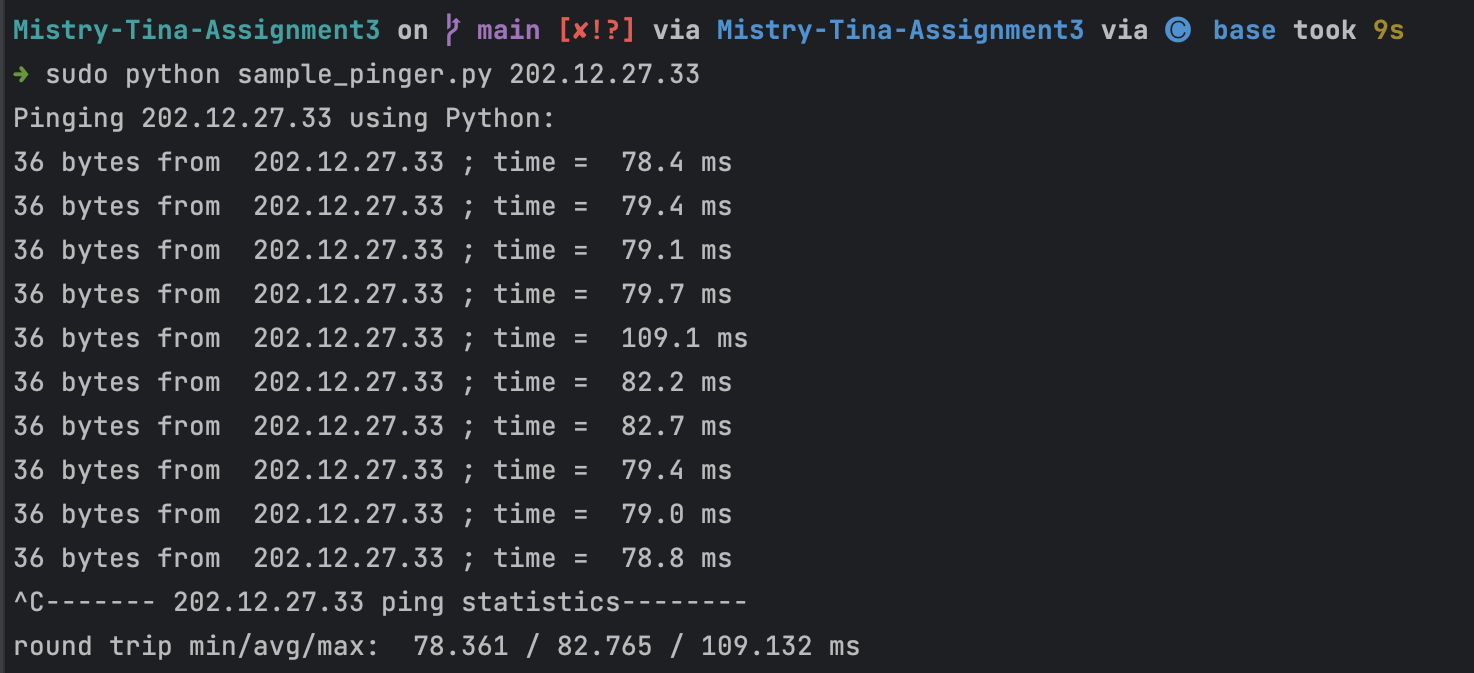 Mistry-Tina-Assignment3 on main [✘!?] via Mistry-Tina-Assignment3 via base took 9s
➜ sudo python sample_pinger.py 202.12.27.33
Pinging 202.12.27.33 using Python:
36 bytes from  202.12.27.33 ; time =  78.4 ms
36 bytes from  202.12.27.33 ; time =  79.4 ms
36 bytes from  202.12.27.33 ; time =  79.1 ms
36 bytes from  202.12.27.33 ; time =  79.7 ms
36 bytes from  202.12.27.33 ; time =  109.1 ms
36 bytes from  202.12.27.33 ; time =  82.2 ms
36 bytes from  202.12.27.33 ; time =  82.7 ms
36 bytes from  202.12.27.33 ; time =  79.4 ms
36 bytes from  202.12.27.33 ; time =  79.0 ms
36 bytes from  202.12.27.33 ; time =  78.8 ms
^C------- 202.12.27.33 ping statistics--------
round trip min/avg/max:  78.361 / 82.765 / 109.132 ms